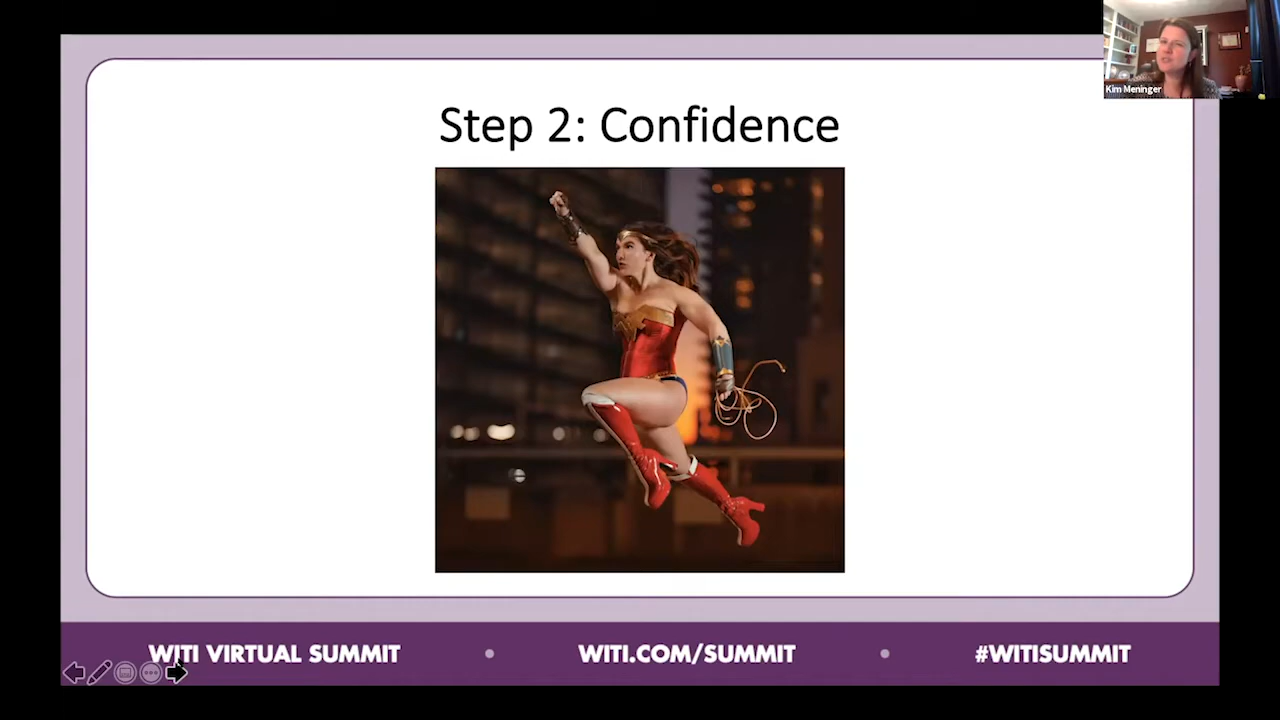 Kim Meninger
Step 2: Confidence
WITI VIRTUAL SUMMIT • WITI.COM/SUMMIT • #WITISUMMIT